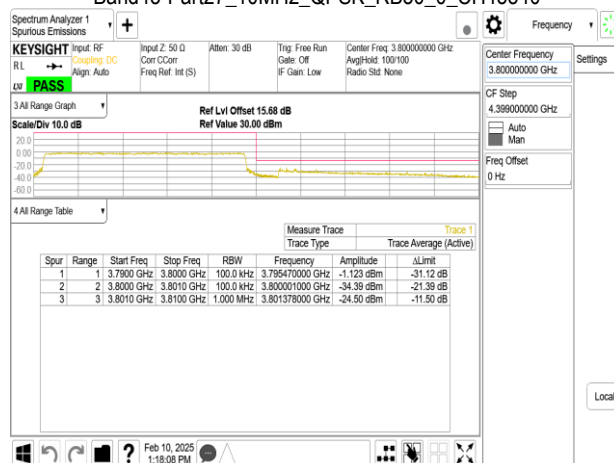 Spectrum Analyzer 1
Spurious Emissions
+
Frequency
KEYSIGHT
RL
LXI
PASS
Input: RF
Coupling: DC
Align: Auto
Input Z: 50 Ω
Corr CCorr
Freq Ref: Int (S)
Atten: 30 dB
Trig: Free Run
Gate: Off
IF Gain: Low
Center Freq: 3.800000000 GHz
Avg|Hold: 100/100
Radio Std: None
Center Frequency
3.800000000 GHz
Settings
CF Step
4.399000000 GHz
Auto
Man
Freq Offset
0 Hz
3 All Range Graph
Scale/Div 10.0 dB
Ref Lvl Offset 15.68 dB
Ref Value 30.00 dBm
20.0
0.00
-20.0
-40.0
-60.0
4 All Range Table
Measure Trace Trace 1
Trace Type Trace Average (Active)
Spur Range Start Freq Stop Freq RBW Frequency Amplitude ΔLimit
1 1 3.7900 GHz 3.8000 GHz 100.0 kHz 3.795470000 GHz -1.123 dBm -31.12 dB
2 2 3.8000 GHz 3.8010 GHz 100.0 kHz 3.800001000 GHz -34.39 dBm -21.39 dB
3 3 3.8010 GHz 3.8100 GHz 1.000 MHz 3.801378000 GHz -24.50 dBm -11.50 dB
Local
?
Feb 10, 2025
1:18:08 PM